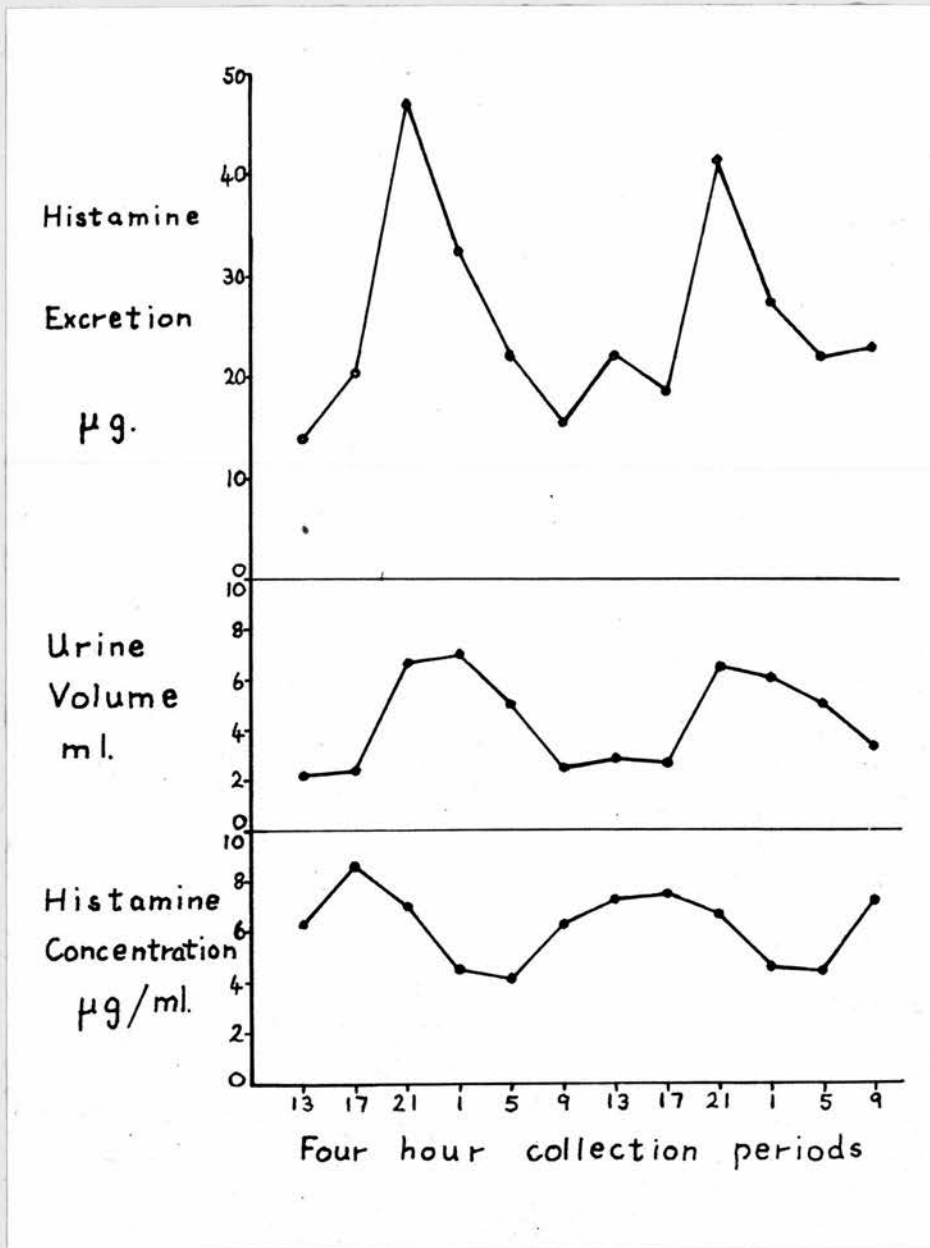 50
40
30
20
10
0
Histamine
Excretion
μg.
10
8
6
4
2
0
Urine
Volume
ml.
10
8
6
4
2
0
Histamine
Concentration
μg/ml.
13 17 21 1 5 9 13 17 21 1 5 9
Four hour collection periods